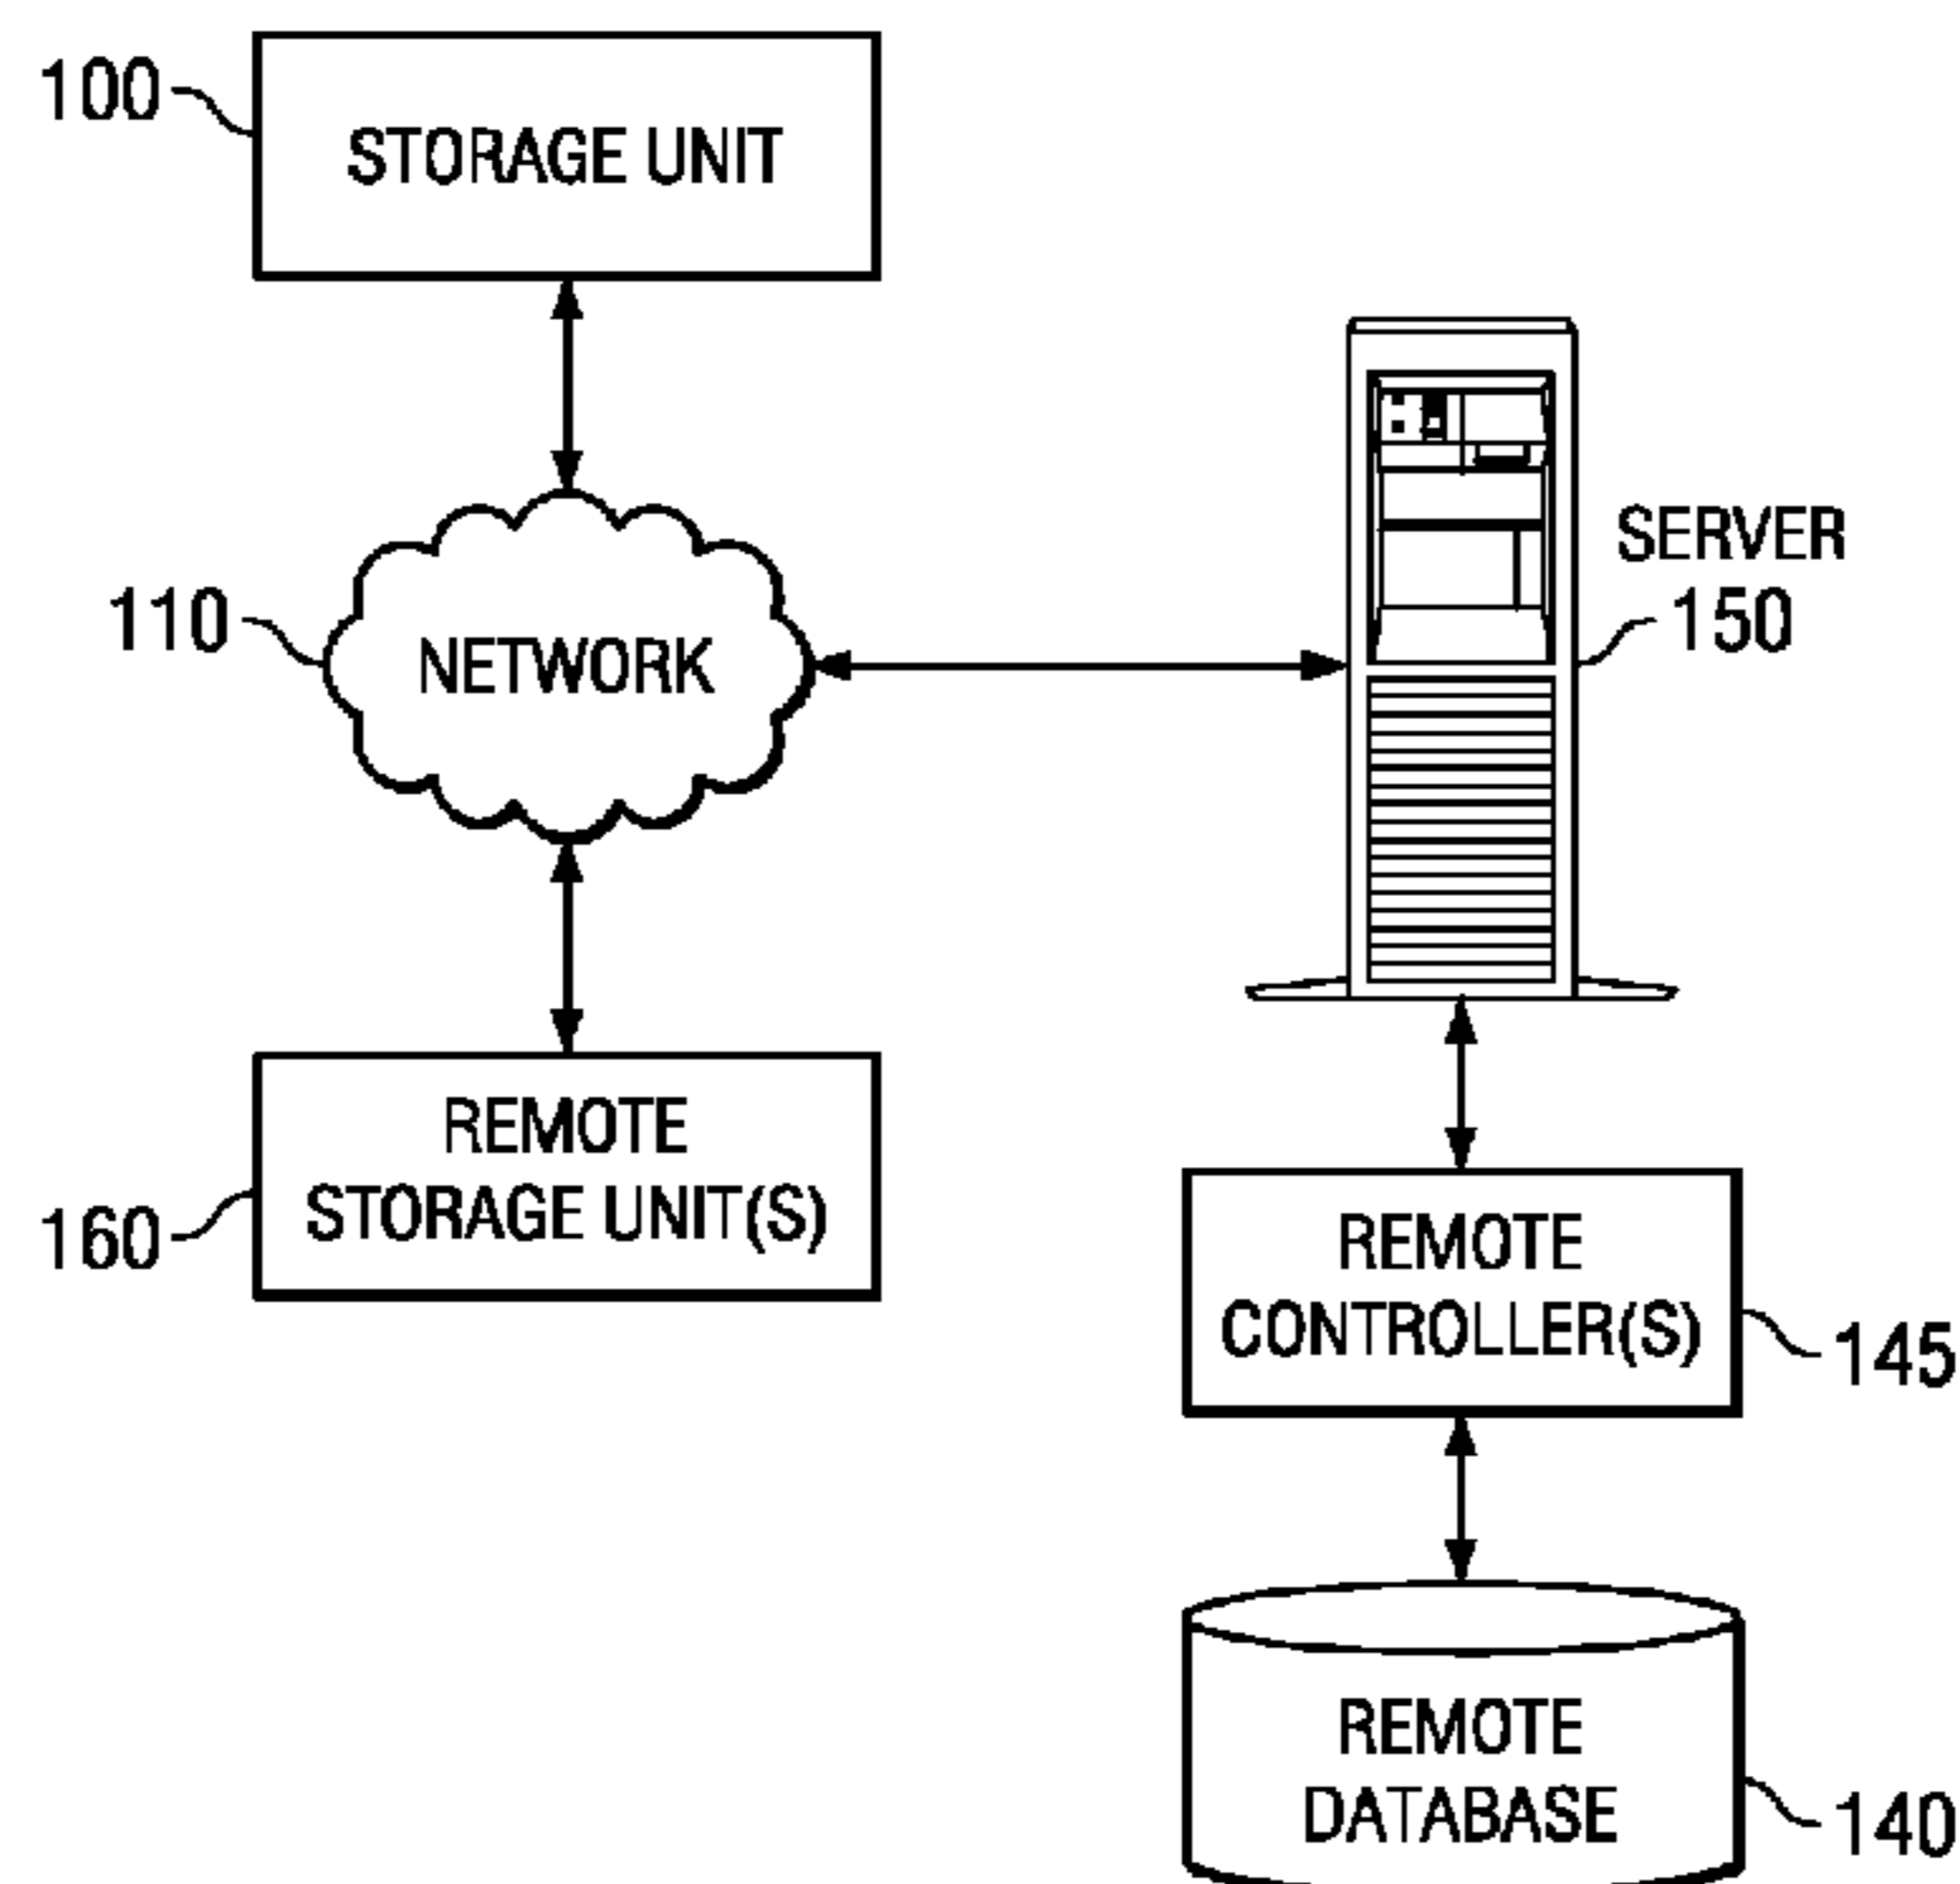 100
STORAGE UNIT
SERVER
150
110
NETWORK
REMOTE
STORAGE UNIT(S)
160
REMOTE
CONTROLLER(S)
145
REMOTE
DATABASE
140